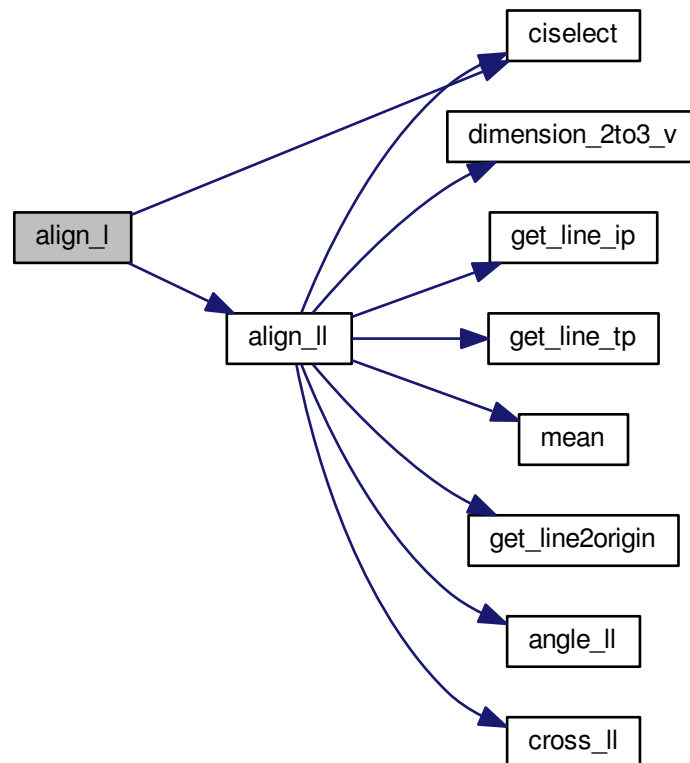 ciselect
dimension_2to3_v
align_l
get_line_ip
align_ll
get_line_tp
mean
get_line2origin
angle_ll
cross_ll